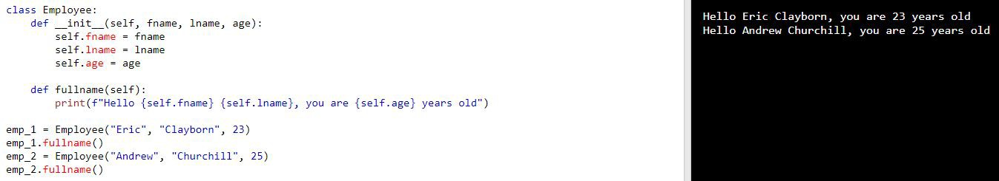 class Employee:
    def __init__(self, fname, lname, age):
        self.fname = fname
        self.lname = lname
        self.age = age
    def fullname(self):
        print(f"Hello {self.fname} {self.lname}, you are {self.age} years old")
emp_1 = Employee("Eric", "Clayborn", 23)
emp_1.fullname()
emp_2 = Employee("Andrew", "Churchill", 25)
emp_2.fullname()
Hello Eric Clayborn, you are 23 years old
Hello Andrew Churchill, you are 25 years old